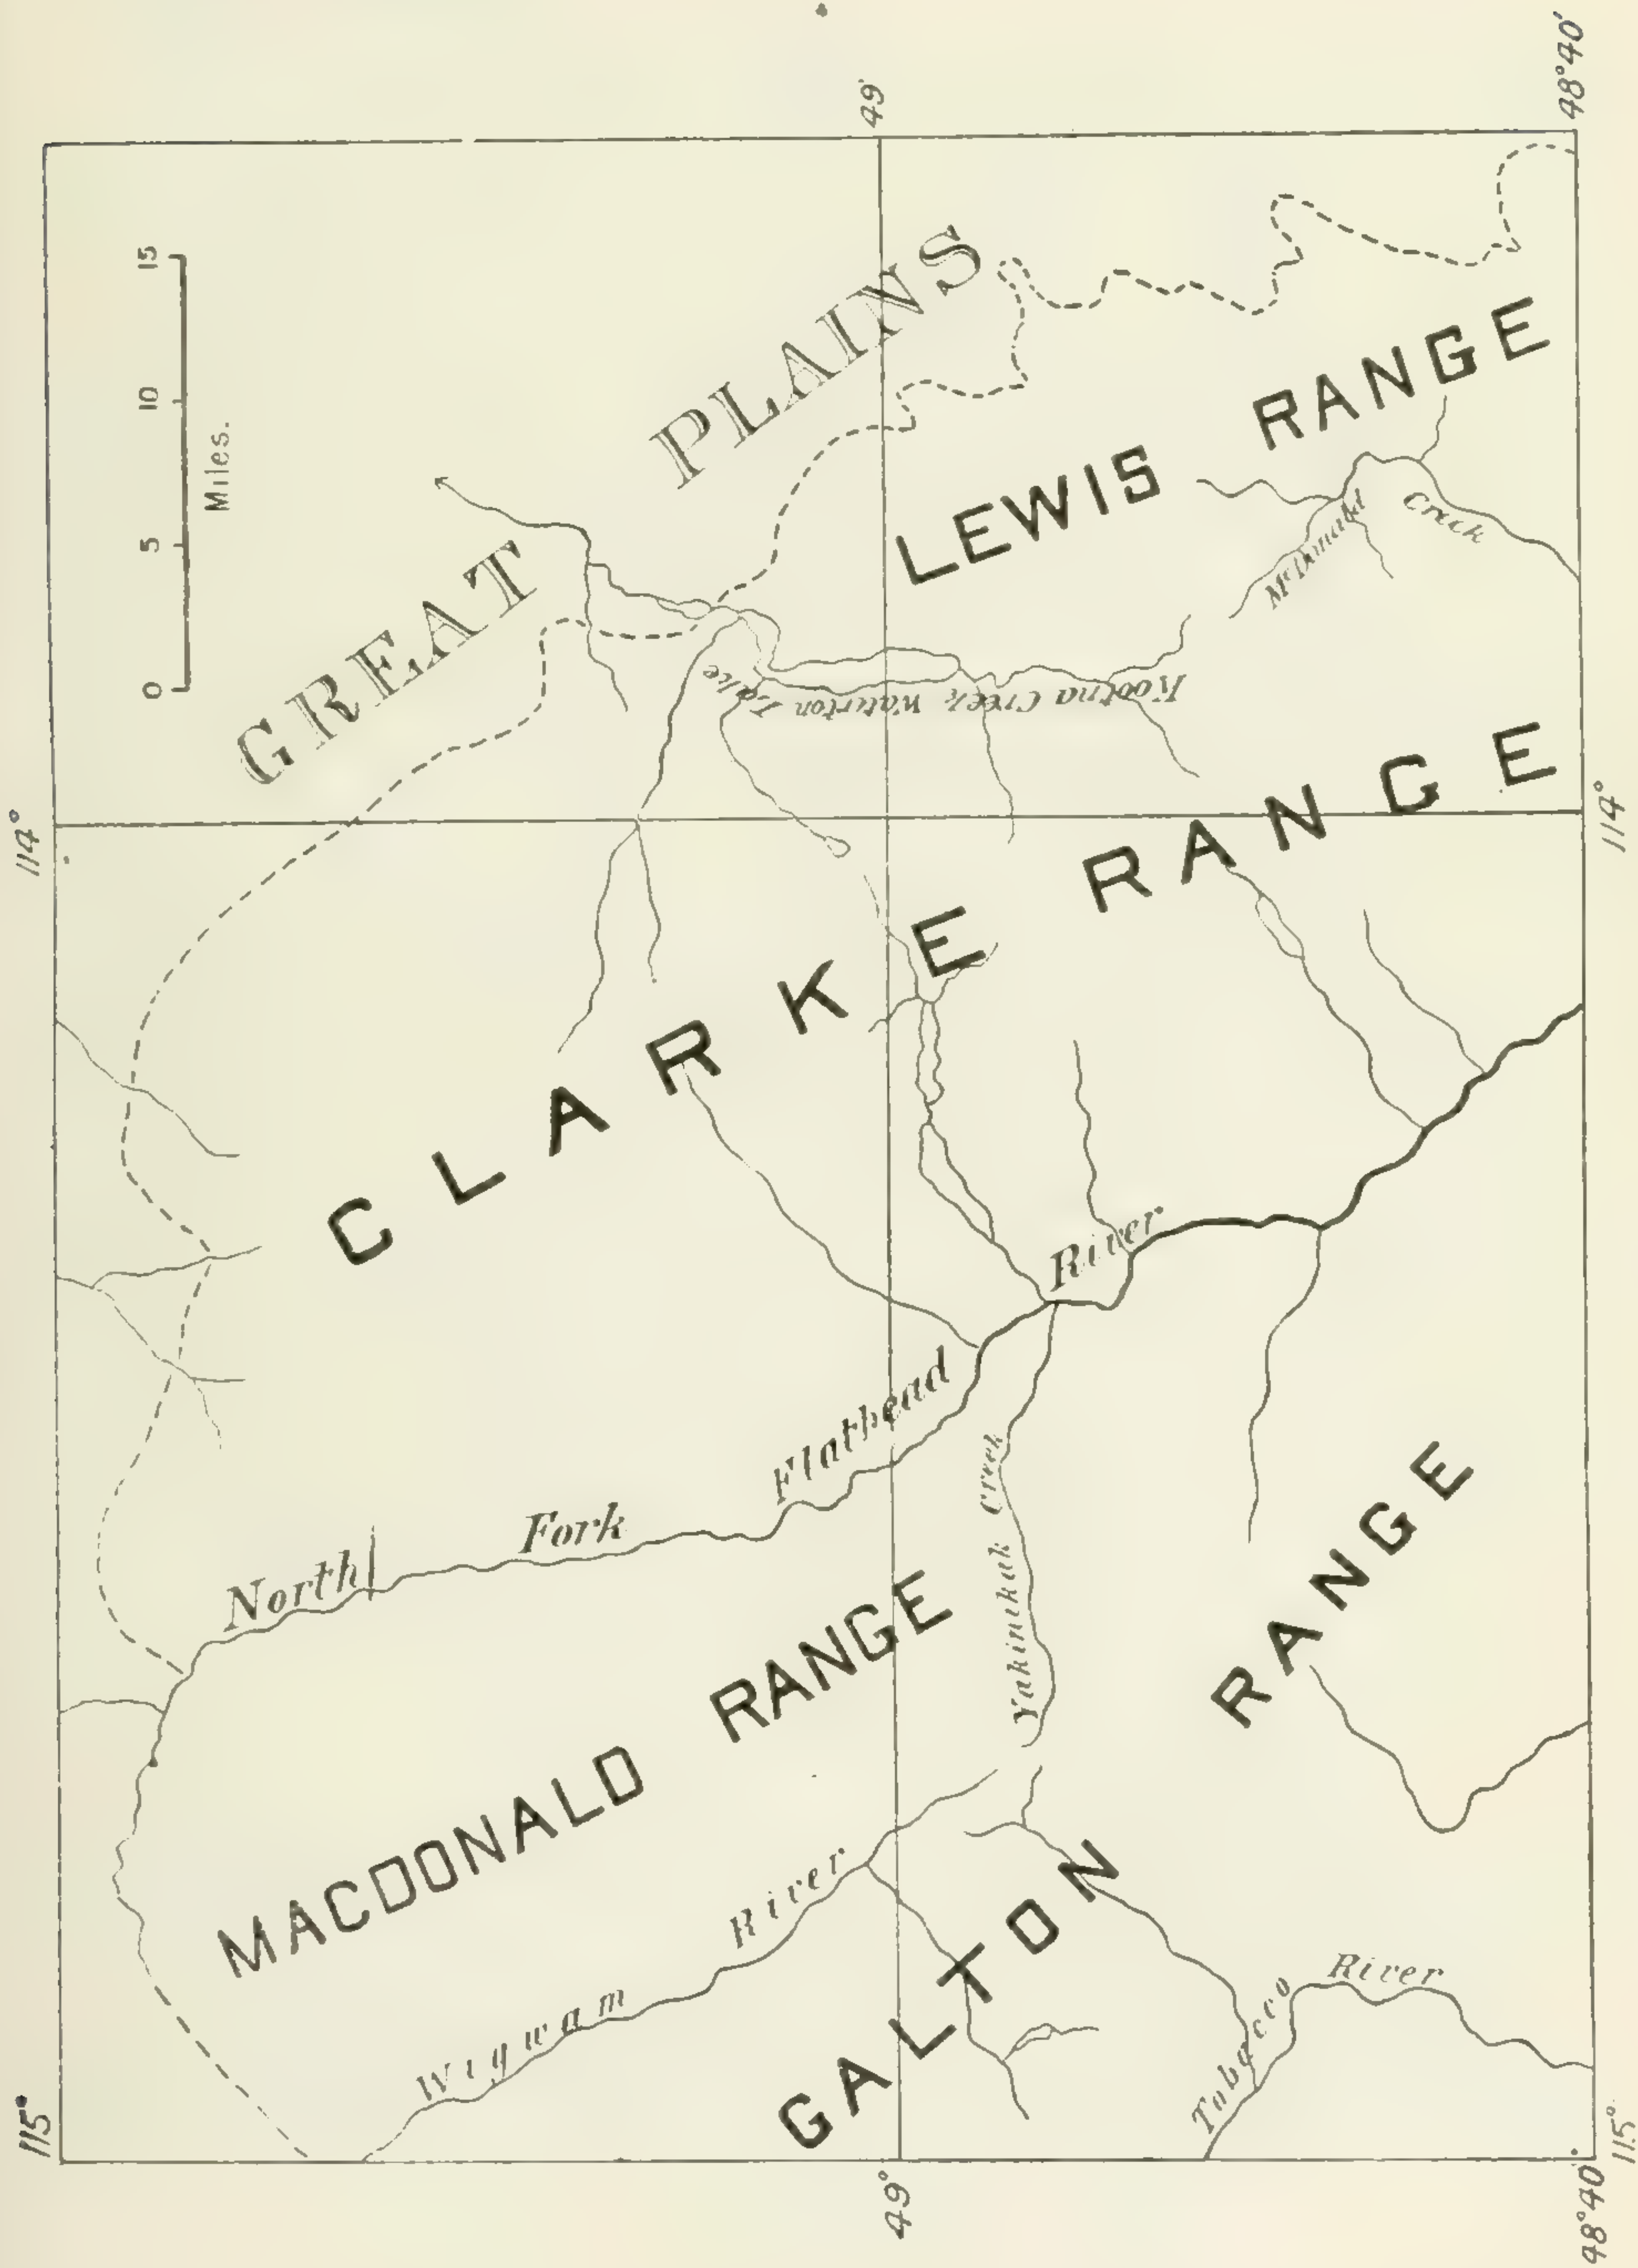 115°
114°
0 5 10 15
Miles.
GREAT
PLAINS
North
Fork
Flathead
River
CLARKE
RANGE
MACDONALD
RANGE
Wigwam
River
49°
49'
Waterton
Lake
Kootna Creek
LEWIS
RANGE
McDonald
Creek
Yakinikak Creek
GALTON
RANGE
Tobacco
River
48°40'
48°40'
115°
114°